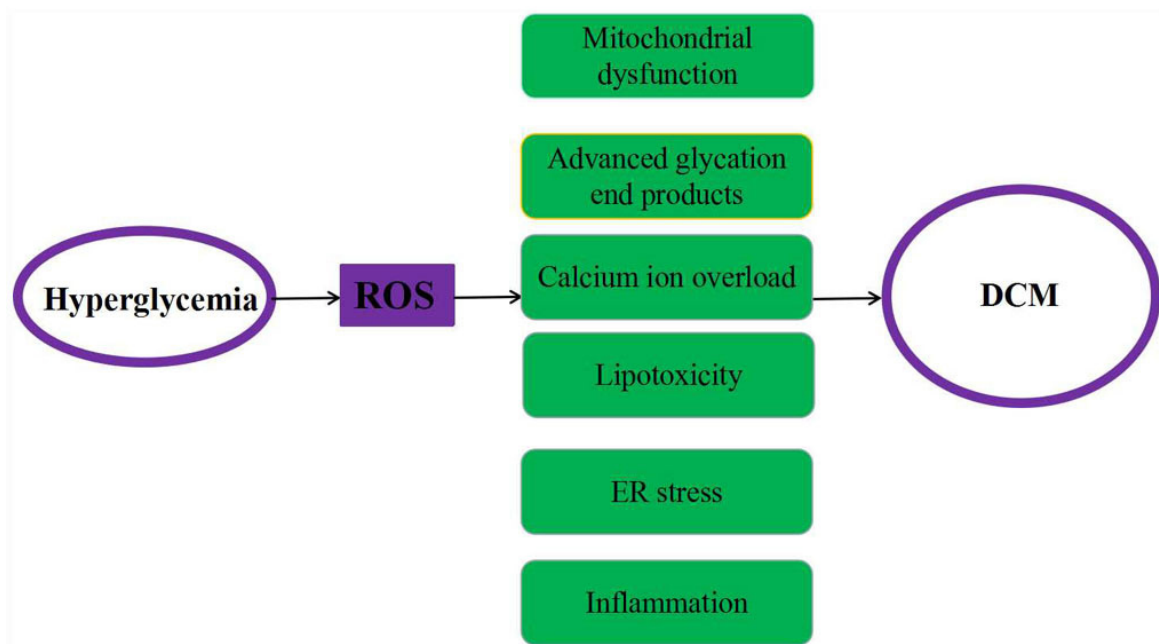 Hyperglycemia
ROS
Mitochondrial
dysfunction
Advanced glycation
end products
Calcium ion overload
Lipotoxicity
ER stress
Inflammation
DCM